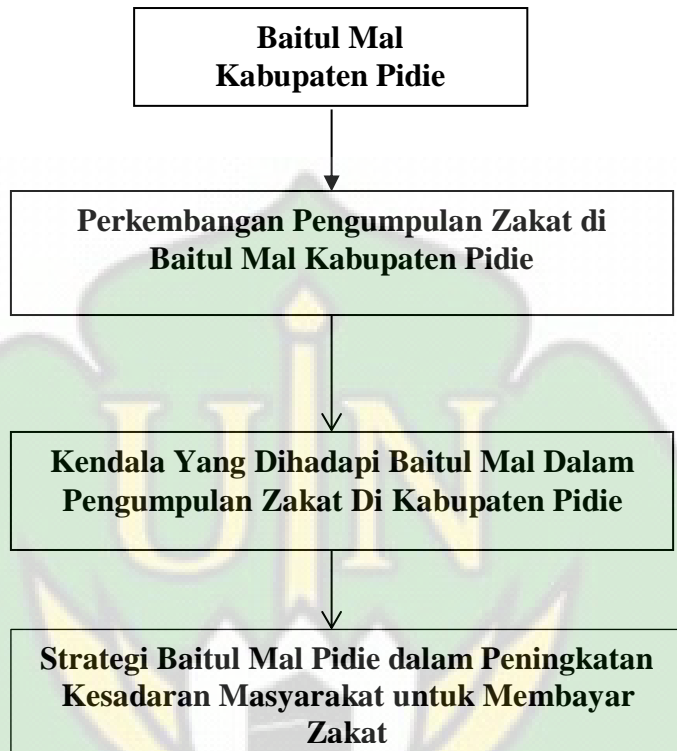 Baitul Mal
Kabupaten Pidie
Perkembangan Pengumpulan Zakat di
Baitul Mal Kabupaten Pidie
UIN
Kendala Yang Dihadapi Baitul Mal Dalam
Pengumpulan Zakat Di Kabupaten Pidie
Strategi Baitul Mal Pidie dalam Peningkatan
Kesadaran Masyarakat untuk Membayar
Zakat